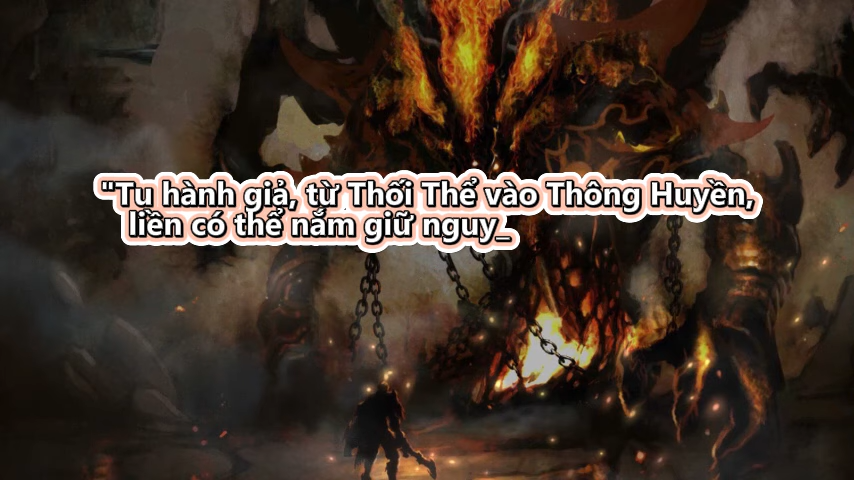 "Tu hành giả, từ Thối Thể vào Thông Huyền,
liền có thể nắm giữ nguy_